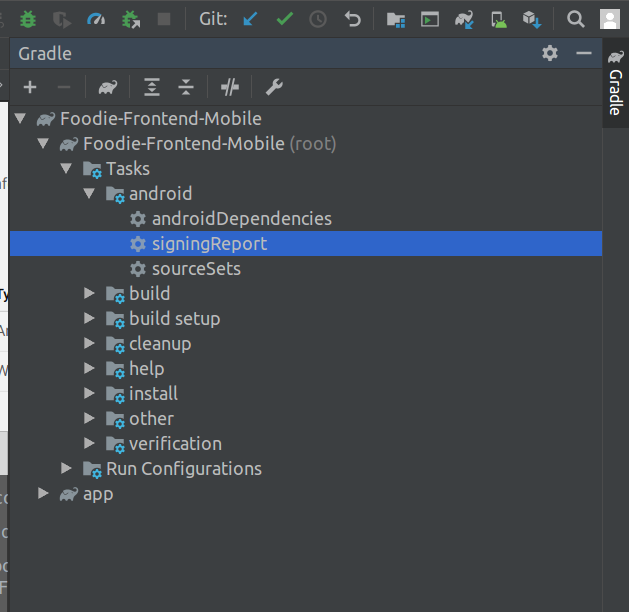 Git:
Gradle
Gradle
Foodie-Frontend-Mobile
Foodie-Frontend-Mobile (root)
Tasks
android
androidDependencies
signingReport
sourceSets
build
build setup
cleanup
help
install
other
verification
Run Configurations
app